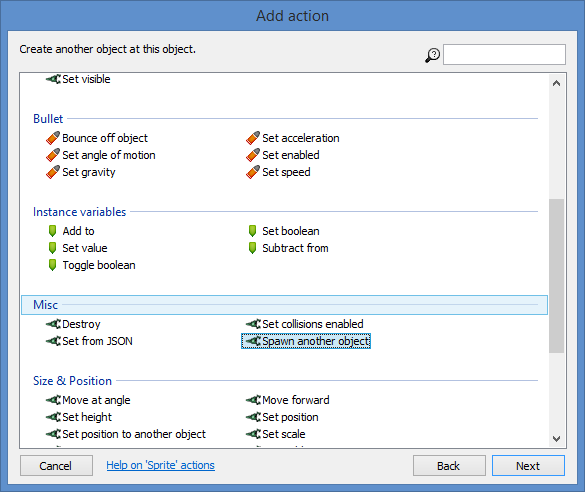 Add action
Create another object at this object.
Set visible
Bullet
Bounce off object Set acceleration
Set angle of motion Set enabled
Set gravity Set speed
Instance variables
Add to Set boolean
Set value Subtract from
Toggle boolean
Misc
Destroy Set collisions enabled
Set from JSON Spawn another object
Size & Position
Move at angle Move forward
Set height Set position
Set position to another object Set scale
Cancel Help on 'Sprite' actions Back Next